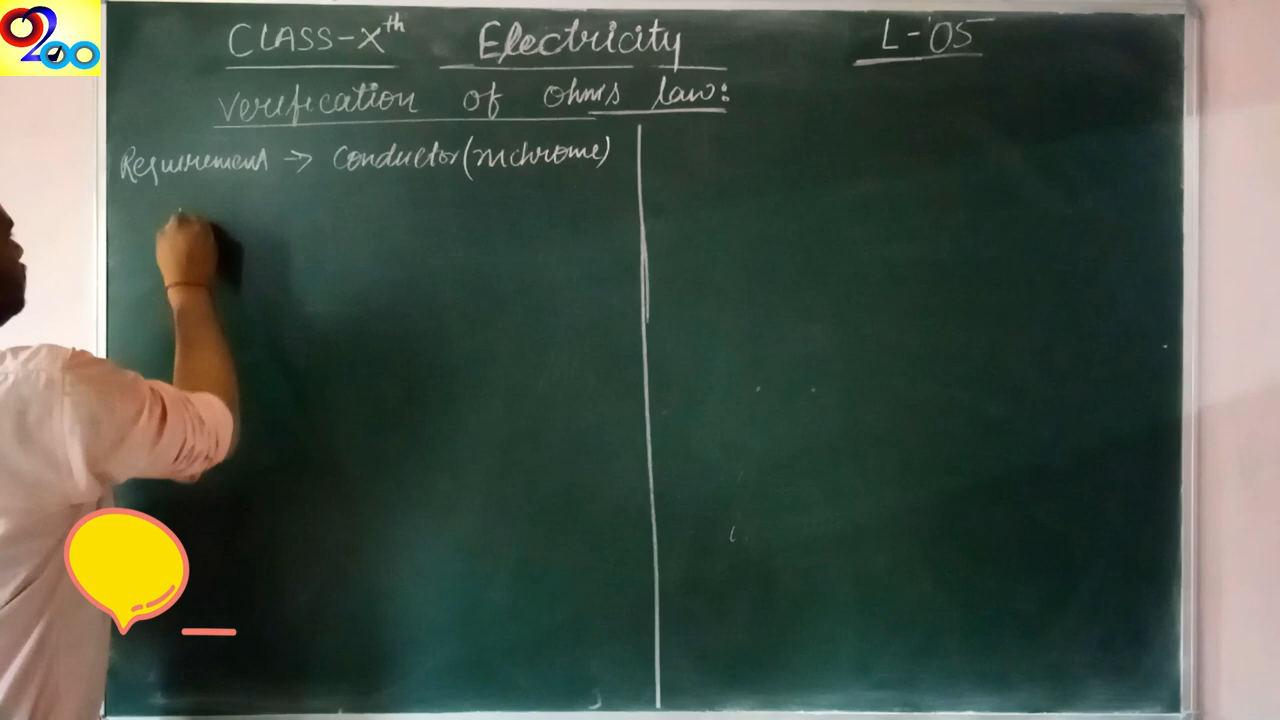 CLASS-Xth Electricity L-'05
Verification of ohms law:
Requirement → Conductor (nichrome)